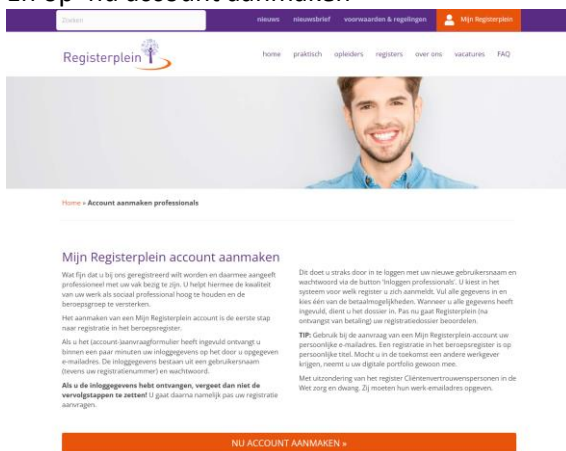 En op 'nu account aanmaken'
Zoeken
nieuws nieuwsbrief voorwaarden & regelingen Mijn Registerplein
Registerplein
home praktisch opleiders registers over ons vacatures FAQ
Home » Account aanmaken professionals
Mijn Registerplein account aanmaken
Wat fijn dat u bij ons geregistreerd wilt worden en daarmee aangeeft
professioneel met uw vak bezig te zijn. U helpt hiermee de kwaliteit
van uw werk als sociaal professional hoog te houden en de
beroepsgroep te versterken.
Het aanmaken van een Mijn Registerplein account is de eerste stap
naar registratie in het beroepsregister.
Als u het (account-)aanvraagformulier heeft ingevuld ontvangt u
binnen een paar minuten uw inloggegevens op het door u opgegeven
e-mailadres. De inloggegevens bestaan uit een gebruikersnaam
(tevens uw registratienummer) en wachtwoord.
Als u de inloggegevens hebt ontvangen, vergeet dan niet de
vervolgstappen te zetten! U gaat daarna namelijk pas uw registratie
aanvragen.
Dit doet u straks door in te loggen met uw nieuwe gebruikersnaam en
wachtwoord via de button 'Inloggen professionals'. U kiest in het
systeem voor welk register u zich aanmeldt. Vul alle gegevens in en
kies één van de betaalmogelijkheden. Wanneer u alle gegevens heeft
ingevuld, dient u het dossier in. Pas nu gaat Registerplein (na
ontvangst van betaling) uw registratiedossier beoordelen.
TIP: Gebruik bij de aanvraag van een Mijn Registerplein-account uw
persoonlijke e-mailadres. Een registratie in het beroepsregister is op
persoonlijke titel. Mocht u in de toekomst een andere werkgever
krijgen, neemt u uw digitale portfolio gewoon mee.
Met uitzondering van het register Cliëntenvertrouwenspersonen in de
Wet zorg en dwang. Zij moeten hun werk-emailadres opgeven.
NU ACCOUNT AANMAKEN »